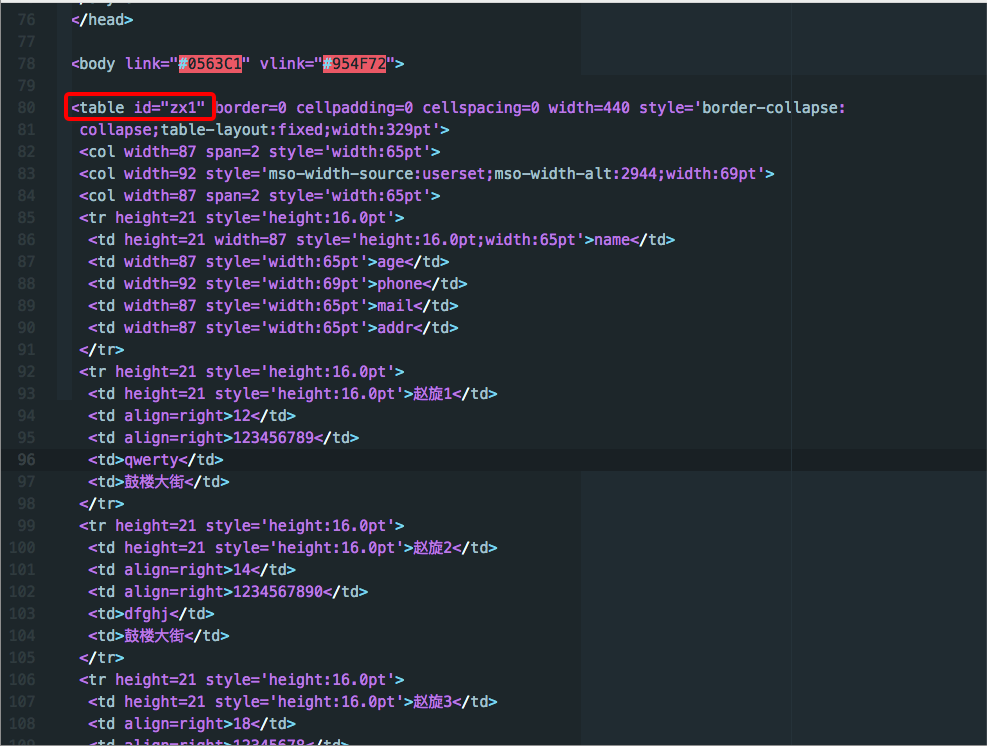 76 </head>
77
78 <body link="#0563C1" vlink="#954F72">
79
80 <table id="zx1" border=0 cellpadding=0 cellspacing=0 width=440 style='border-collapse:
81 collapse;table-layout:fixed;width:329pt'>
82 <col width=87 span=2 style='width:65pt'>
83 <col width=92 style='mso-width-source:userset;mso-width-alt:2944;width:69pt'>
84 <col width=87 span=2 style='width:65pt'>
85 <tr height=21 style='height:16.0pt'>
86 <td height=21 width=87 style='height:16.0pt;width:65pt'>name</td>
87 <td width=87 style='width:65pt'>age</td>
88 <td width=92 style='width:69pt'>phone</td>
89 <td width=87 style='width:65pt'>mail</td>
90 <td width=87 style='width:65pt'>addr</td>
91 </tr>
92 <tr height=21 style='height:16.0pt'>
93 <td height=21 style='height:16.0pt'>赵旋1</td>
94 <td align=right>12</td>
95 <td align=right>123456789</td>
96 <td>qwerty</td>
97 <td>鼓楼大街</td>
98 </tr>
99 <tr height=21 style='height:16.0pt'>
100 <td height=21 style='height:16.0pt'>赵旋2</td>
101 <td align=right>14</td>
102 <td align=right>1234567890</td>
103 <td>dfghj</td>
104 <td>鼓楼大街</td>
105 </tr>
106 <tr height=21 style='height:16.0pt'>
107 <td height=21 style='height:16.0pt'>赵旋3</td>
108 <td align=right>18</td>
109 <td align=right>12345678</td>